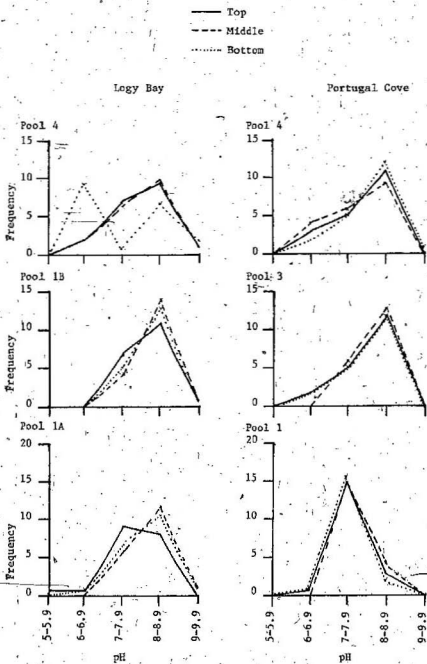 Top
Middle
Bottom
Logy Bay
Portugal Cove
Pool 4
Pool 4
15
10
5
0
Frequency
15
10
5
0
Pool 1B
Pool 3
15
10
5
0
Frequency
15
10
5
0
Pool 1A
Pool 1
20
15
10
5
0
Frequency
20
15
10
5
0
5-5.9
6-6.9
7-7.9
8-8.9
9-9.9
5-5.9
6-6.9
7-7.9
8-8.9
9-9.9
pH
pH